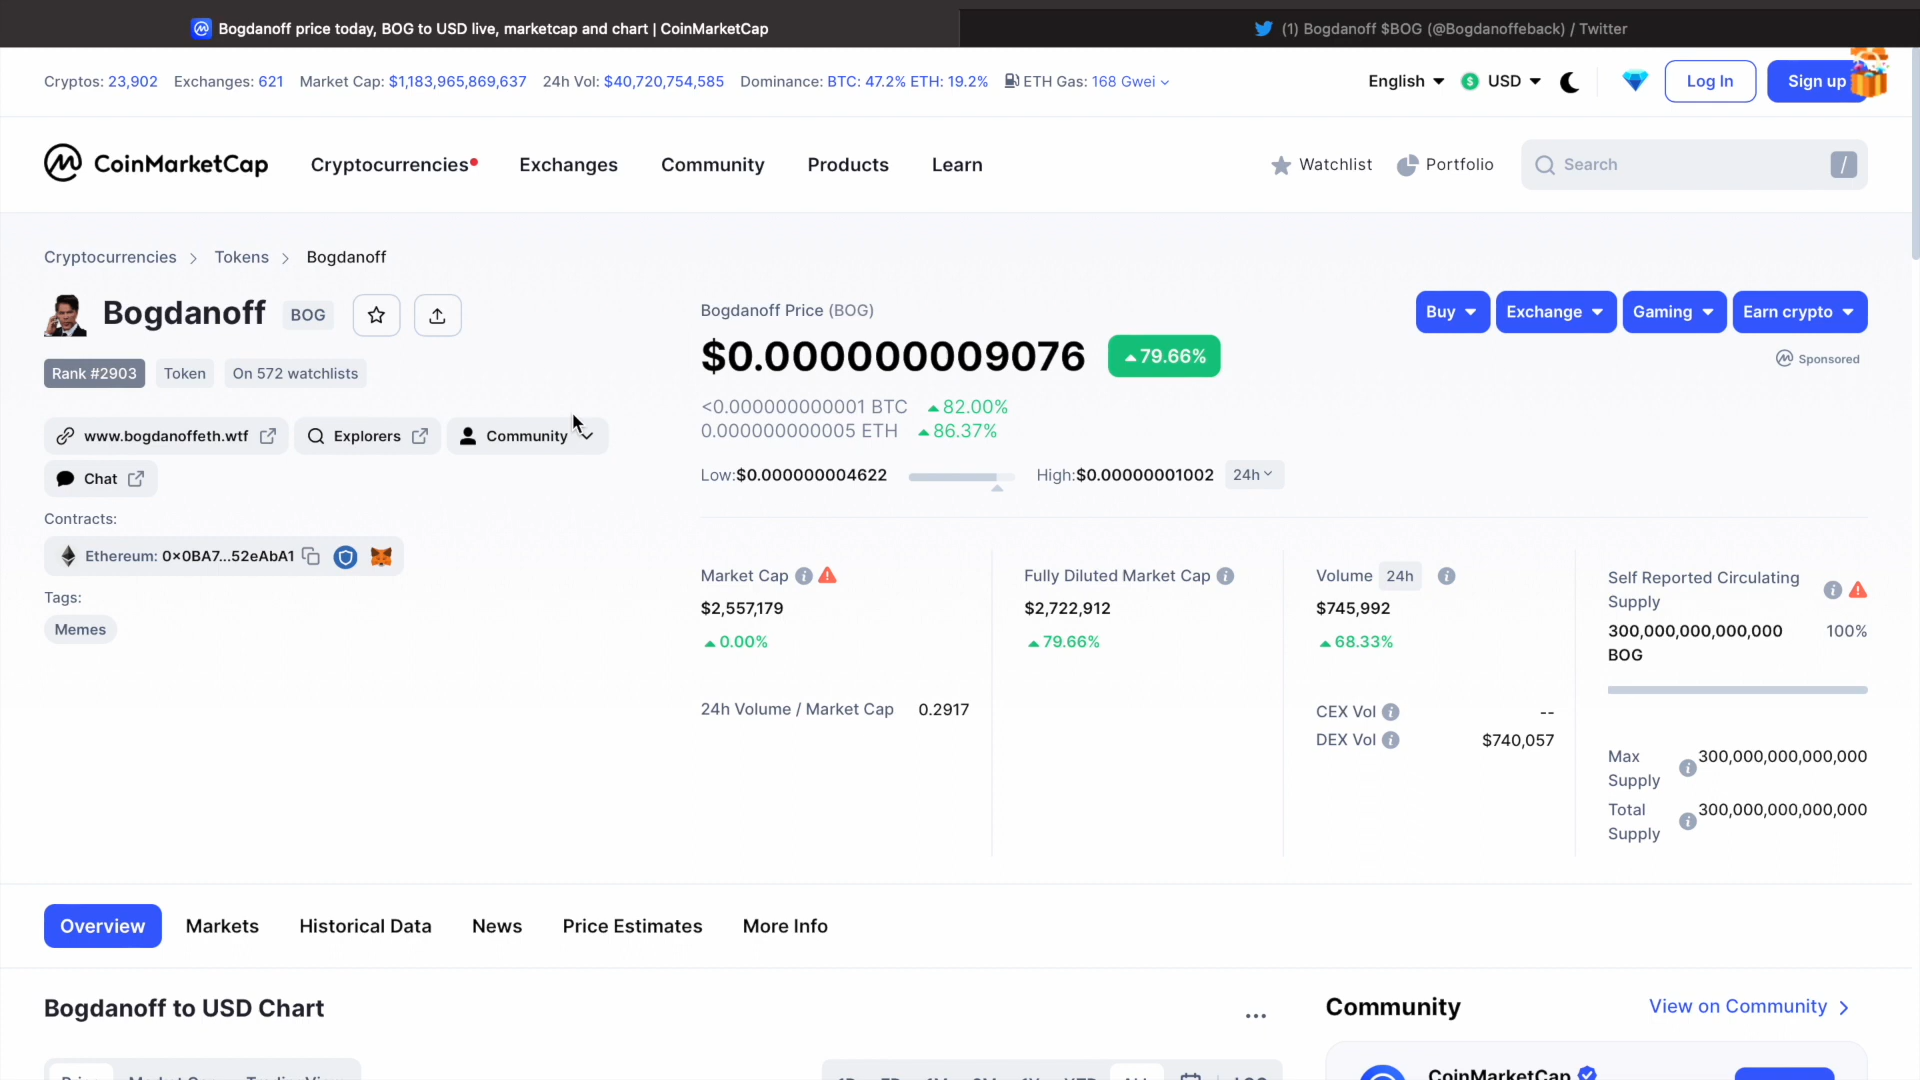 Bogdanoff price today, BOG to USD live, marketcap and chart | CoinMarketCap
(1) Bogdanoff $BOG (@Bogdanoffeback) / Twitter
Cryptos: 23,902 Exchanges: 621 Market Cap: $1,183,965,869,637 24h Vol: $40,720,754,585 Dominance: BTC: 47.2% ETH: 19.2% ETH Gas: 168 Gwei
English USD Log In Sign up
CoinMarketCap Cryptocurrencies Exchanges Community Products Learn
Watchlist Portfolio Search /
Cryptocurrencies > Tokens > Bogdanoff
Bogdanoff BOG
Rank #2903 Token On 572 watchlists
www.bogdanoffeth.wtf Explorers Community
Chat
Contracts:
Ethereum: 0x0BA7...52eAbA1
Tags:
Memes
Bogdanoff Price (BOG)
$0.000000009076 79.66%
<0.000000000001 BTC 82.00%
0.000000000005 ETH 86.37%
Low:$0.000000004622 High:$0.00000001002 24h
Buy Exchange Gaming Earn crypto
Sponsored
Market Cap
$2,557,179
0.00%
24h Volume / Market Cap 0.2917
Fully Diluted Market Cap
$2,722,912
79.66%
Volume 24h
$745,992
68.33%
CEX Vol --
DEX Vol $740,057
Self Reported Circulating
Supply
300,000,000,000,000 100%
BOG
Max 300,000,000,000,000
Supply
Total 300,000,000,000,000
Supply
Overview Markets Historical Data News Price Estimates More Info
Bogdanoff to USD Chart
...
Community View on Community >
CoinMarketCap